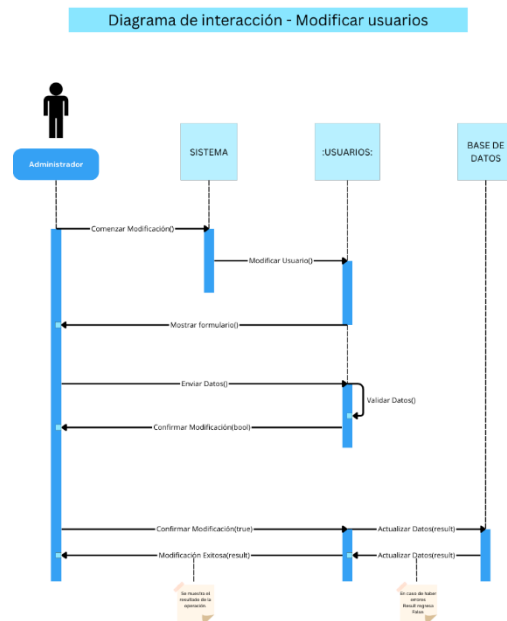 Diagrama de interacción - Modificar usuarios
Administrador
SISTEMA
:USUARIOS:
BASE DE
DATOS
Comenzar Modificación()
Modificar Usuario()
Mostrar formulario()
Enviar Datos()
Validar Datos()
Confirmar Modificación(bool)
Confirmar Modificación(true)
Actualizar Datos(result)
Modificación Exitosa(result)
Actualizar Datos(result)
Se muestra el
resultado de la
operación
En caso de haber
errores
Result regresa
False